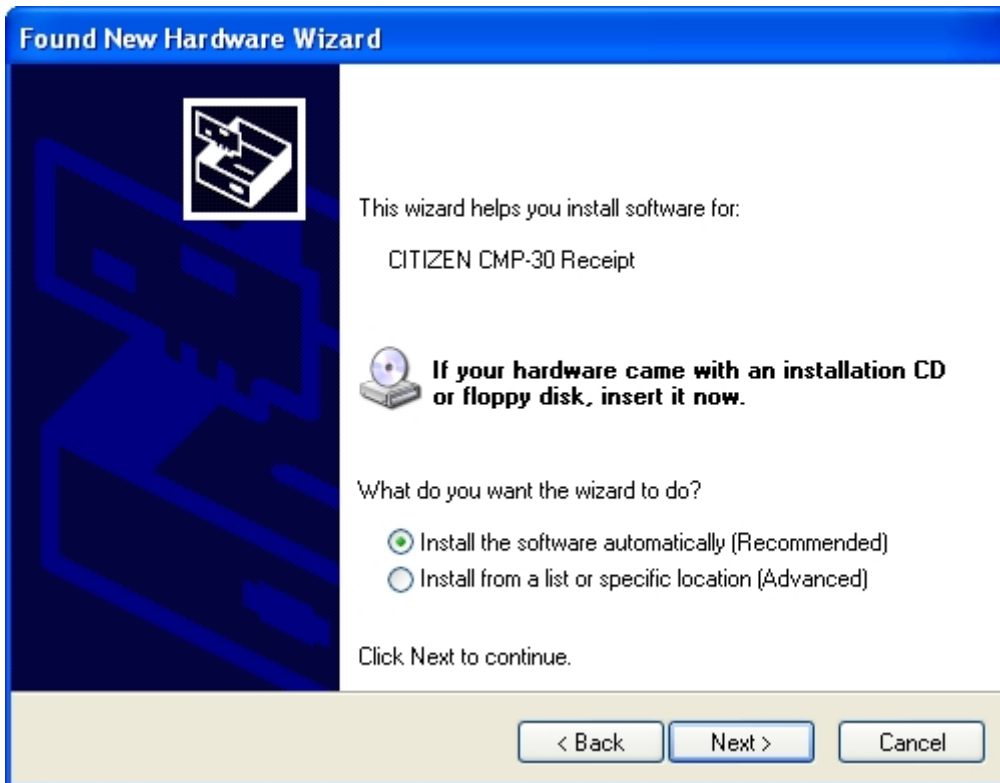 Found New Hardware Wizard
This wizard helps you install software for:
CITIZEN CMP-30 Receipt
If your hardware came with an installation CD
or floppy disk, insert it now.
What do you want the wizard to do?
Install the software automatically (Recommended)
Install from a list or specific location (Advanced)
Click Next to continue.
< Back Next > Cancel